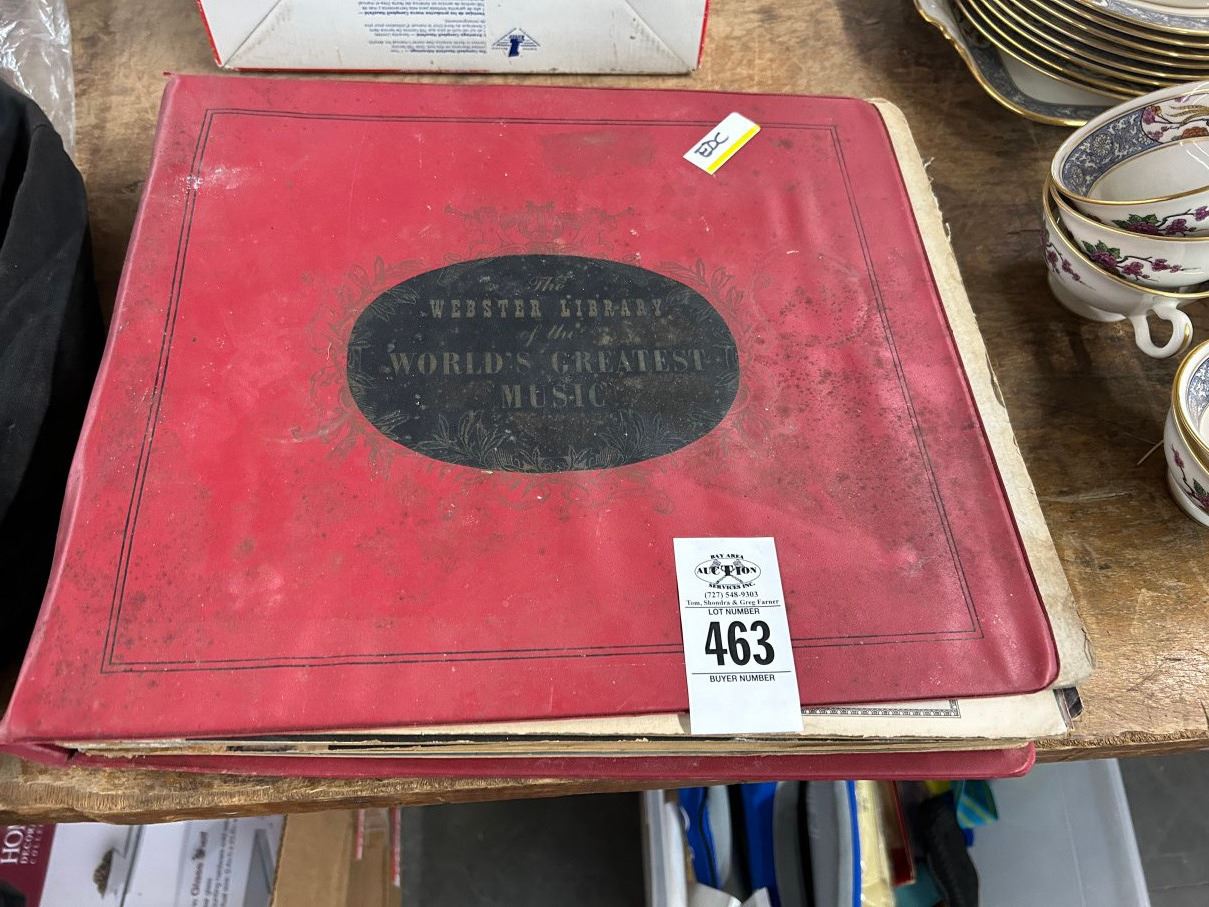 EDC
The
WEBSTER LIBRARY
of the
WORLD'S GREATEST
MUSIC
BAY AREA
AUCTION
SERVICES INC.
(727) 548-9303
Tom, Shondra & Greg Farner
LOT NUMBER
463
BUYER NUMBER